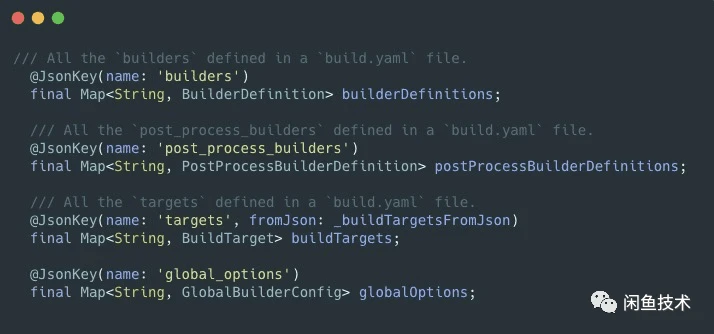 /// All the `builders` defined in a `build.yaml` file.
@JsonKey(name: 'builders')
final Map<String, BuilderDefinition> builderDefinitions;
/// All the `post_process_builders` defined in a `build.yaml` file.
@JsonKey(name: 'post_process_builders')
final Map<String, PostProcessBuilderDefinition> postProcessBuilderDefinitions;
/// All the `targets` defined in a `build.yaml` file.
@JsonKey(name: 'targets', fromJson: _buildTargetsFromJson)
final Map<String, BuildTarget> buildTargets;
@JsonKey(name: 'global_options')
final Map<String, GlobalBuilderConfig> globalOptions;
闲鱼技术